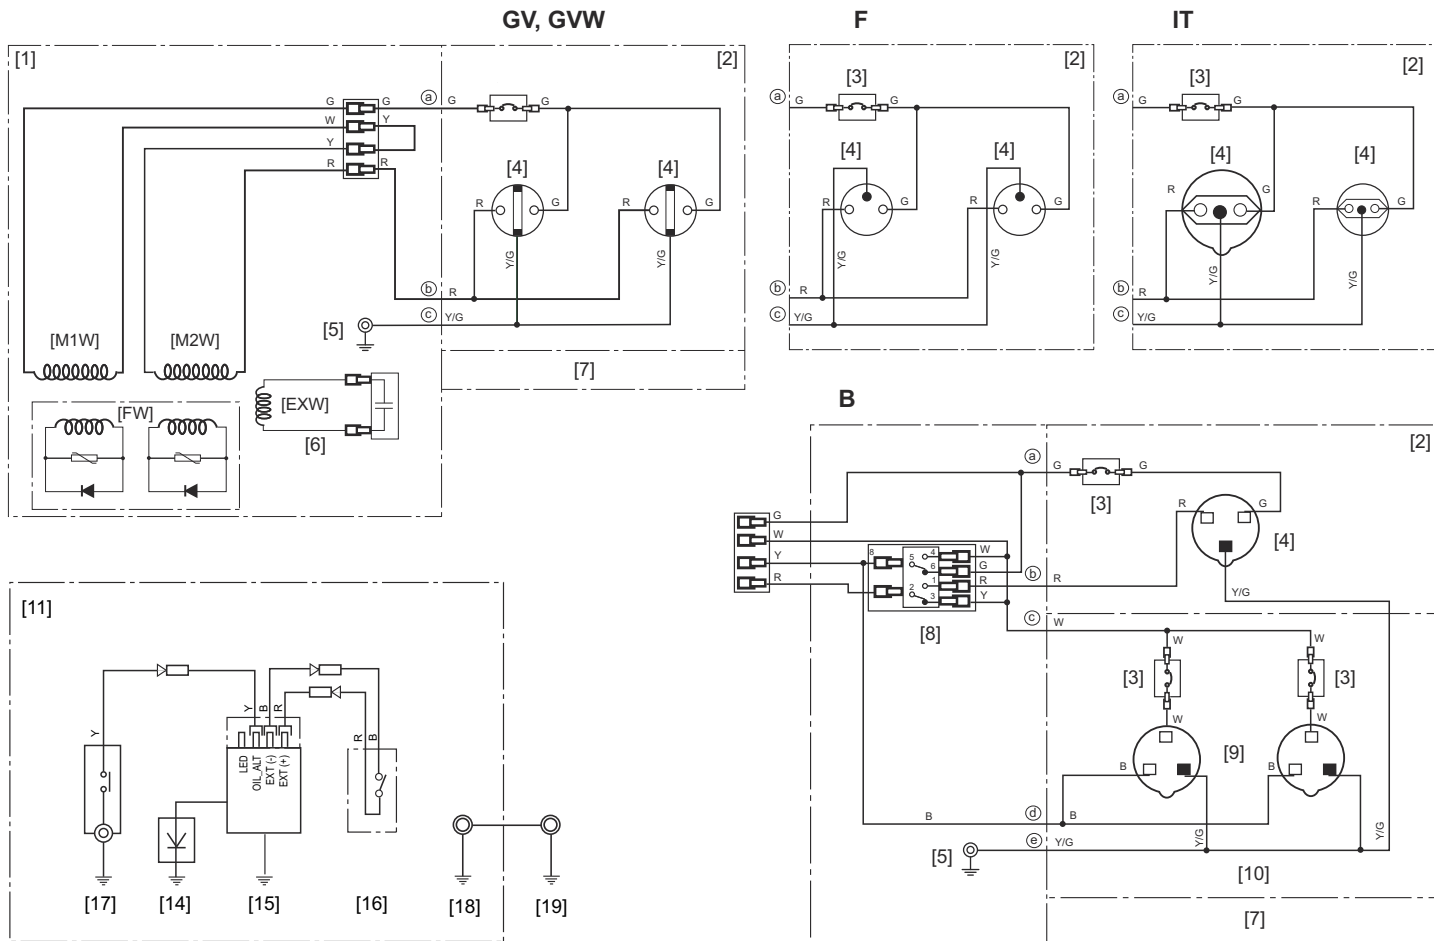 GV, GVW
[1]
[2]
G
G
ⓐ
G
G
W
Y
Y
R
R
[4]
[4]
R
G
R
G
Y/G
Y/G
ⓑ
R
ⓒ
Y/G
[5]
[7]
[M1W]
[M2W]
[FW]
[EXW]
[6]
F
[2]
[3]
ⓐ
G
G
[4]
[4]
R
G
R
G
Y/G
Y/G
ⓑ
R
ⓒ
Y/G
IT
[2]
[3]
ⓐ
G
G
[4]
[4]
R
G
R
G
Y/G
Y/G
ⓑ
R
ⓒ
Y/G
B
[2]
ⓐ
G
G
[3]
R
G
[4]
G
W
Y
R
8
5
4
6
1
2
3
W
G
R
Y
[8]
ⓑ
R
Y/G
ⓒ
W
W
W
[3]
[3]
W
W
[9]
B
B
B
ⓓ
B
ⓔ
Y/G
Y/G
Y/G
[5]
[10]
[7]
[11]
Y
Y
B
R
R
B
LED
OIL_ALT
EXT (-)
EXT (+)
[17]
[14]
[15]
[16]
[18]
[19]